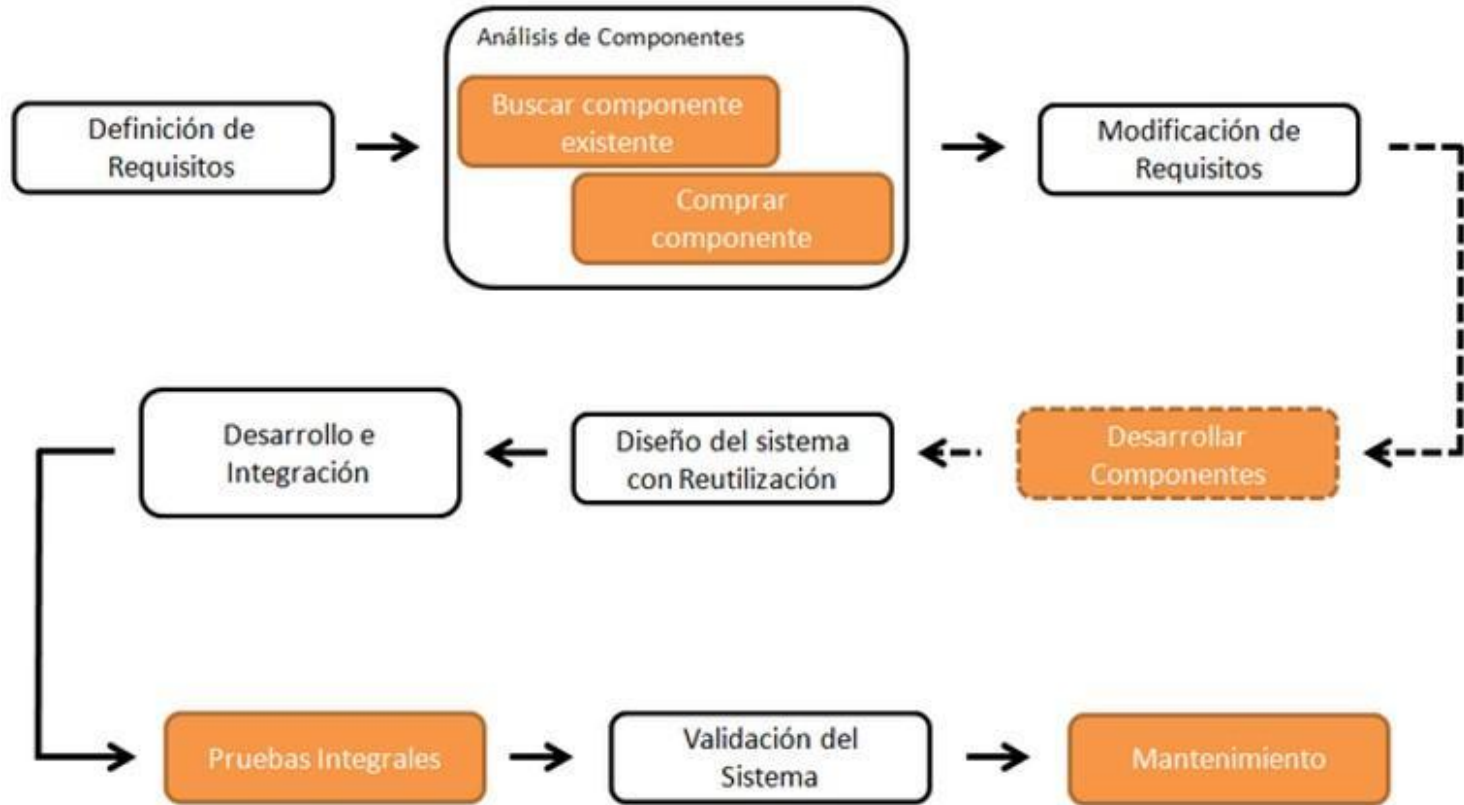 Análisis de Componentes
Definición de
Requisitos
Buscar componente
existente
Comprar
componente
Modificación de
Requisitos
Desarrollo e
Integración
Diseño del sistema
con Reutilización
Desarrollar
Componentes
Pruebas Integrales
Validación del
Sistema
Mantenimiento